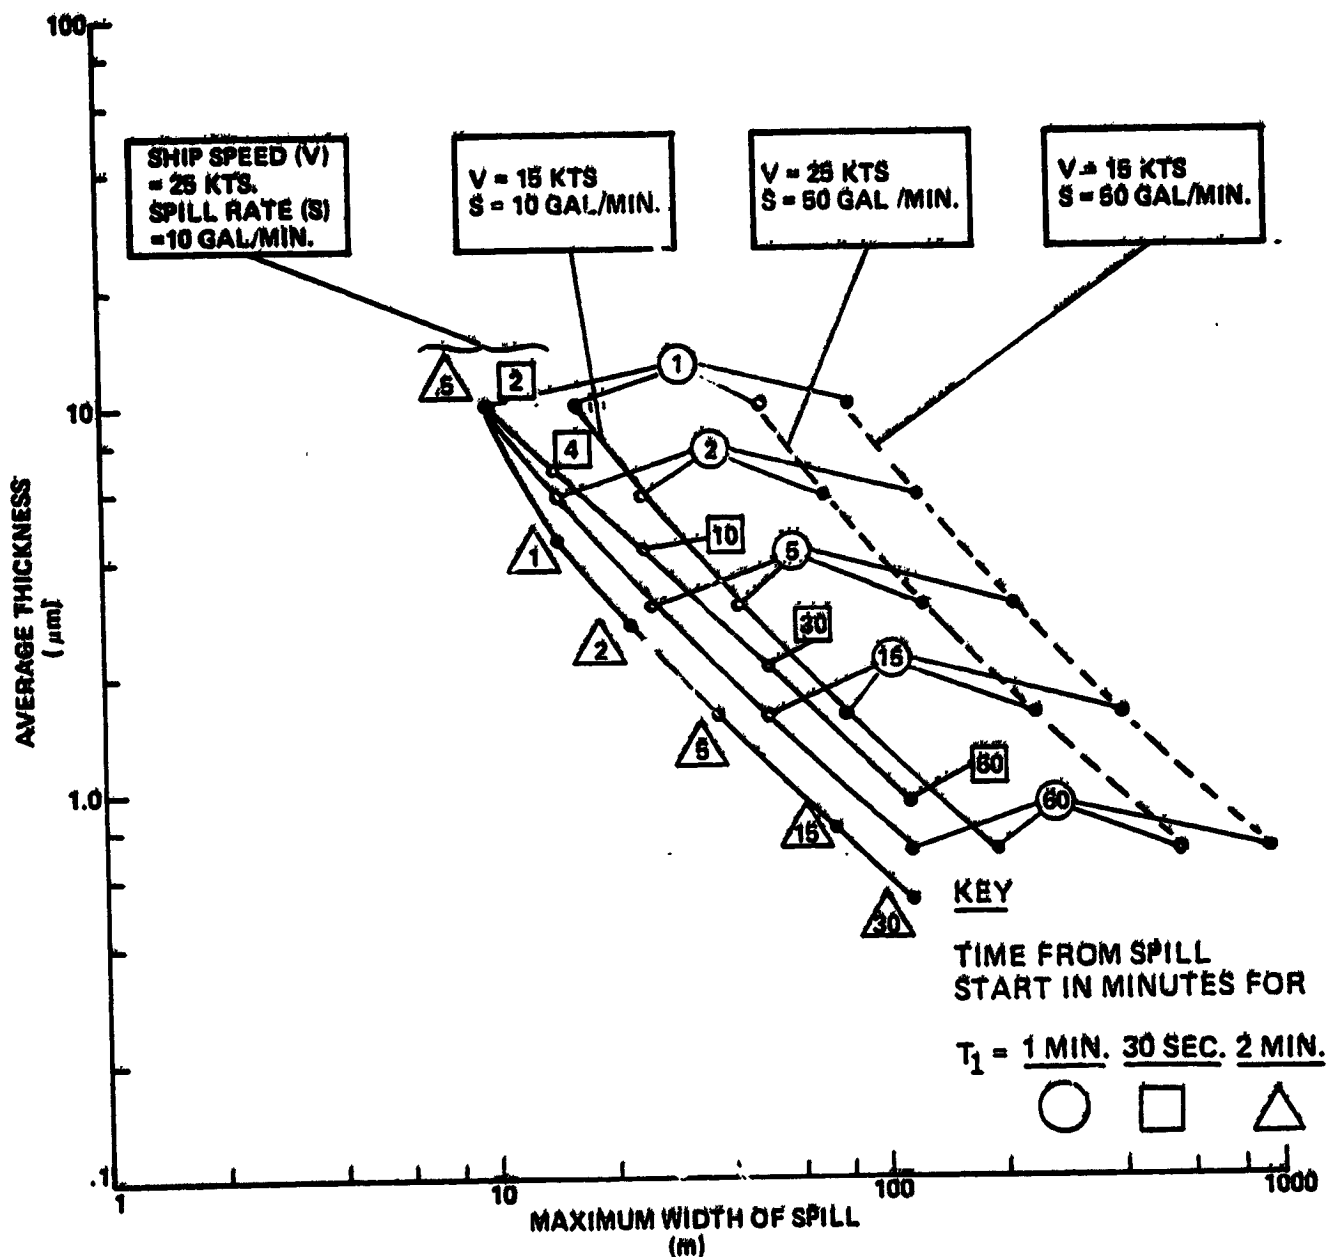 100
SHIP SPEED (V)
= 25 KTS.
SPILL RATE (S)
=10 GAL/MIN.
V = 15 KTS
S = 10 GAL/MIN.
V = 25 KTS
S = 50 GAL /MIN.
V = 15 KTS
S = 50 GAL/MIN.
2
1
10
4
2
10
5
1
30
2
15
5
60
1.0
60
15
30
AVERAGE THICKNESS
(μm)
KEY
TIME FROM SPILL
START IN MINUTES FOR
T1 = 1 MIN. 30 SEC. 2 MIN.
.1
1
10
100
1000
MAXIMUM WIDTH OF SPILL
(m)